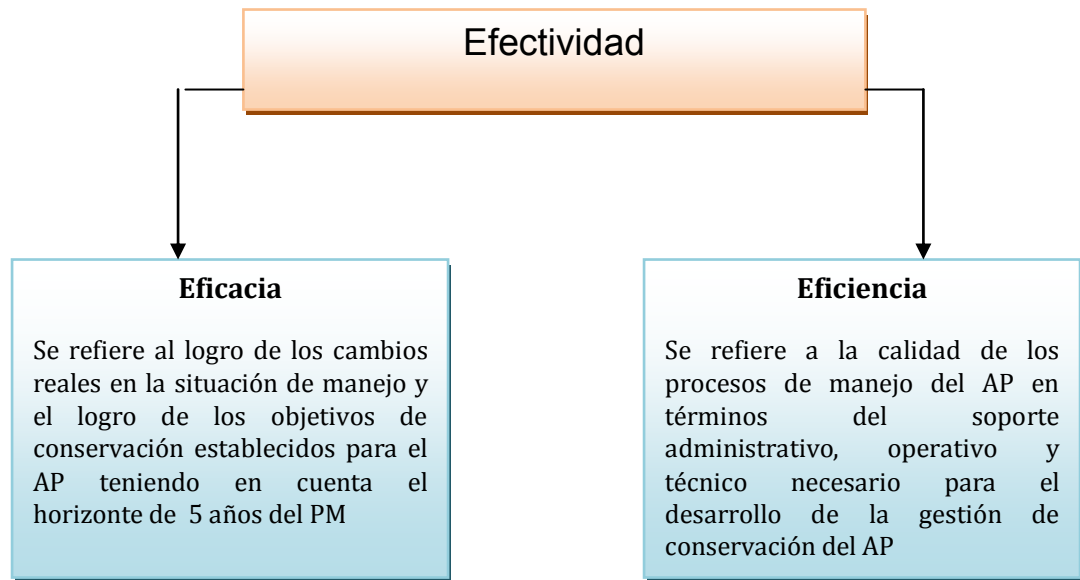 Efectividad
Eficacia
Se refiere al logro de los cambios
reales en la situación de manejo y
el logro de los objetivos de
conservación establecidos para el
AP teniendo en cuenta el
horizonte de 5 años del PM
Eficiencia
Se refiere a la calidad de los
procesos de manejo del AP en
términos del soporte
administrativo, operativo y
técnico necesario para el
desarrollo de la gestión de
conservación del AP